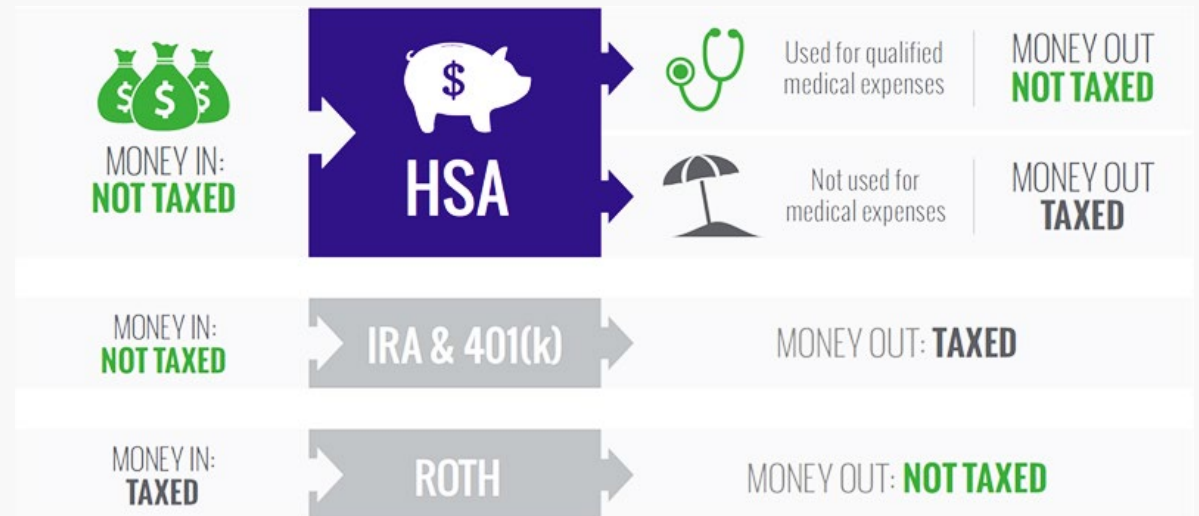 $ $ $
MONEY IN:
NOT TAXED
$
HSA
Used for qualified
medical expenses
MONEY OUT
NOT TAXED
Not used for
medical expenses
MONEY OUT
TAXED
MONEY IN:
NOT TAXED
IRA & 401(k)
MONEY OUT: TAXED
MONEY IN:
TAXED
ROTH
MONEY OUT: NOT TAXED